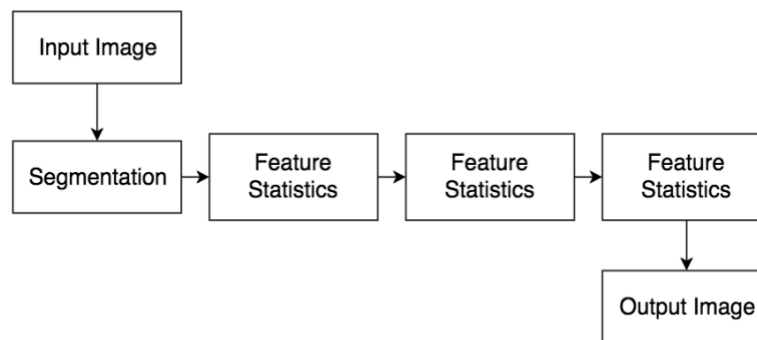 Input Image
Segmentation
Feature
Statistics
Feature
Statistics
Feature
Statistics
Output Image